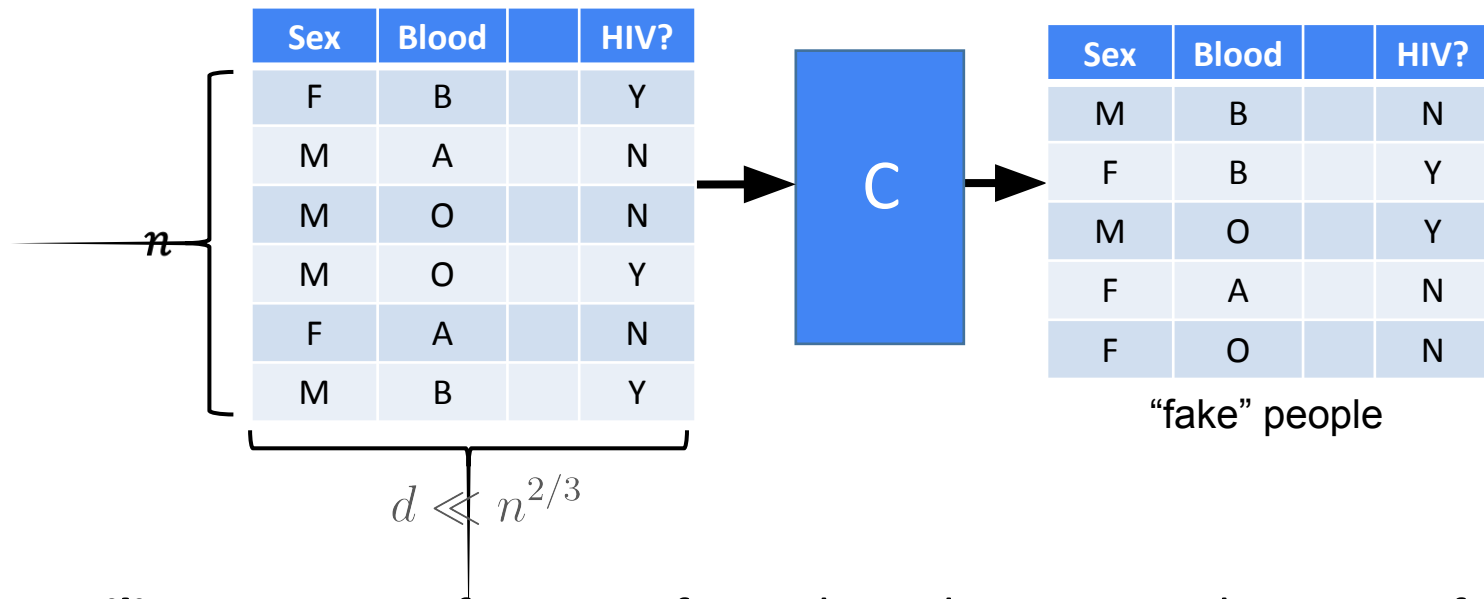 Sex Blood HIV?
F B Y
M A N
M O N
M O Y
F A N
M B Y
n
d ≪ n^{2/3}
C
Sex Blood HIV?
M B N
F B Y
M O Y
F A N
F O N
“fake” people